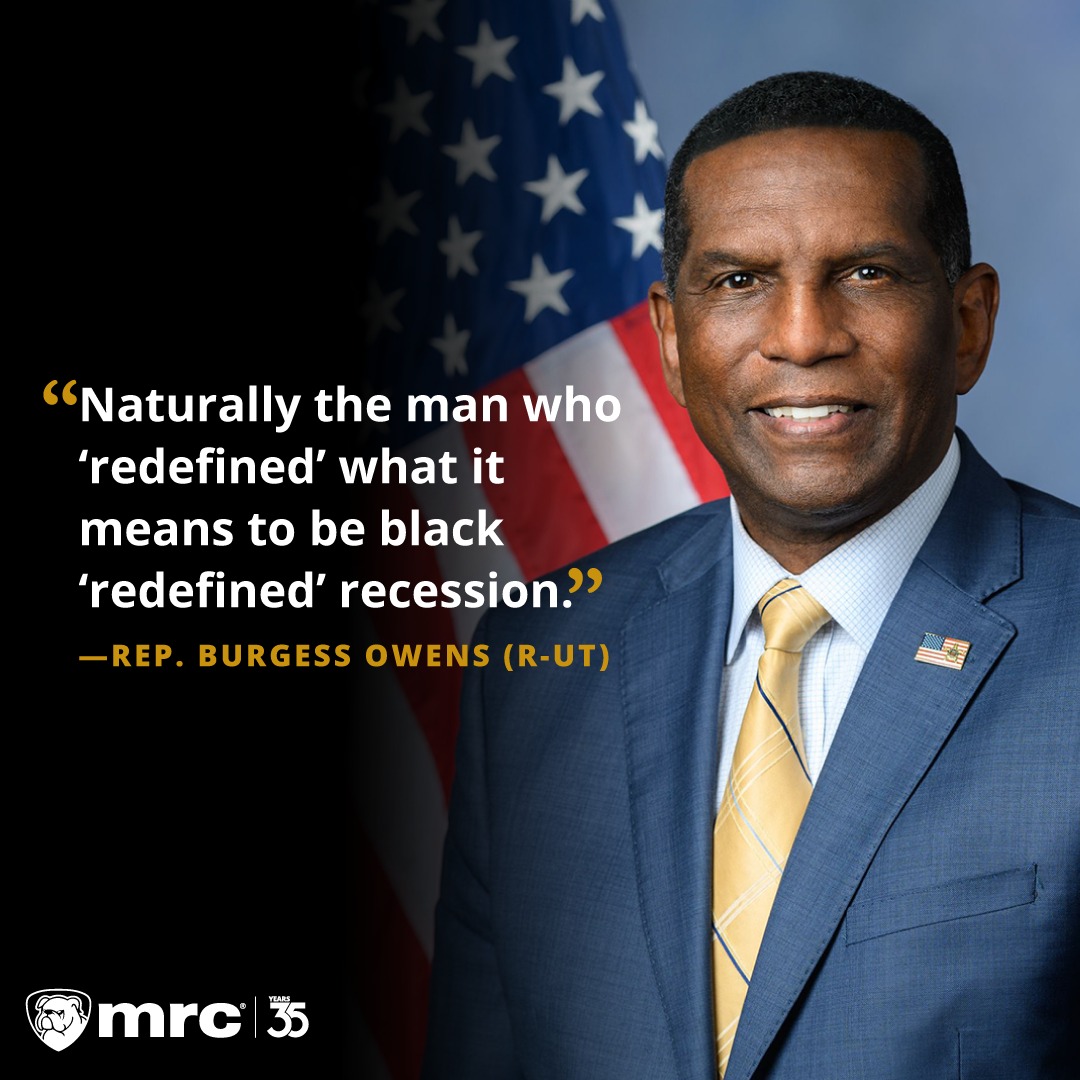 “Naturally the man who
‘redefined’ what it
means to be black
‘redefined’ recession.”
—REP. BURGESS OWENS (R-UT)
mrc® | YEARS 35